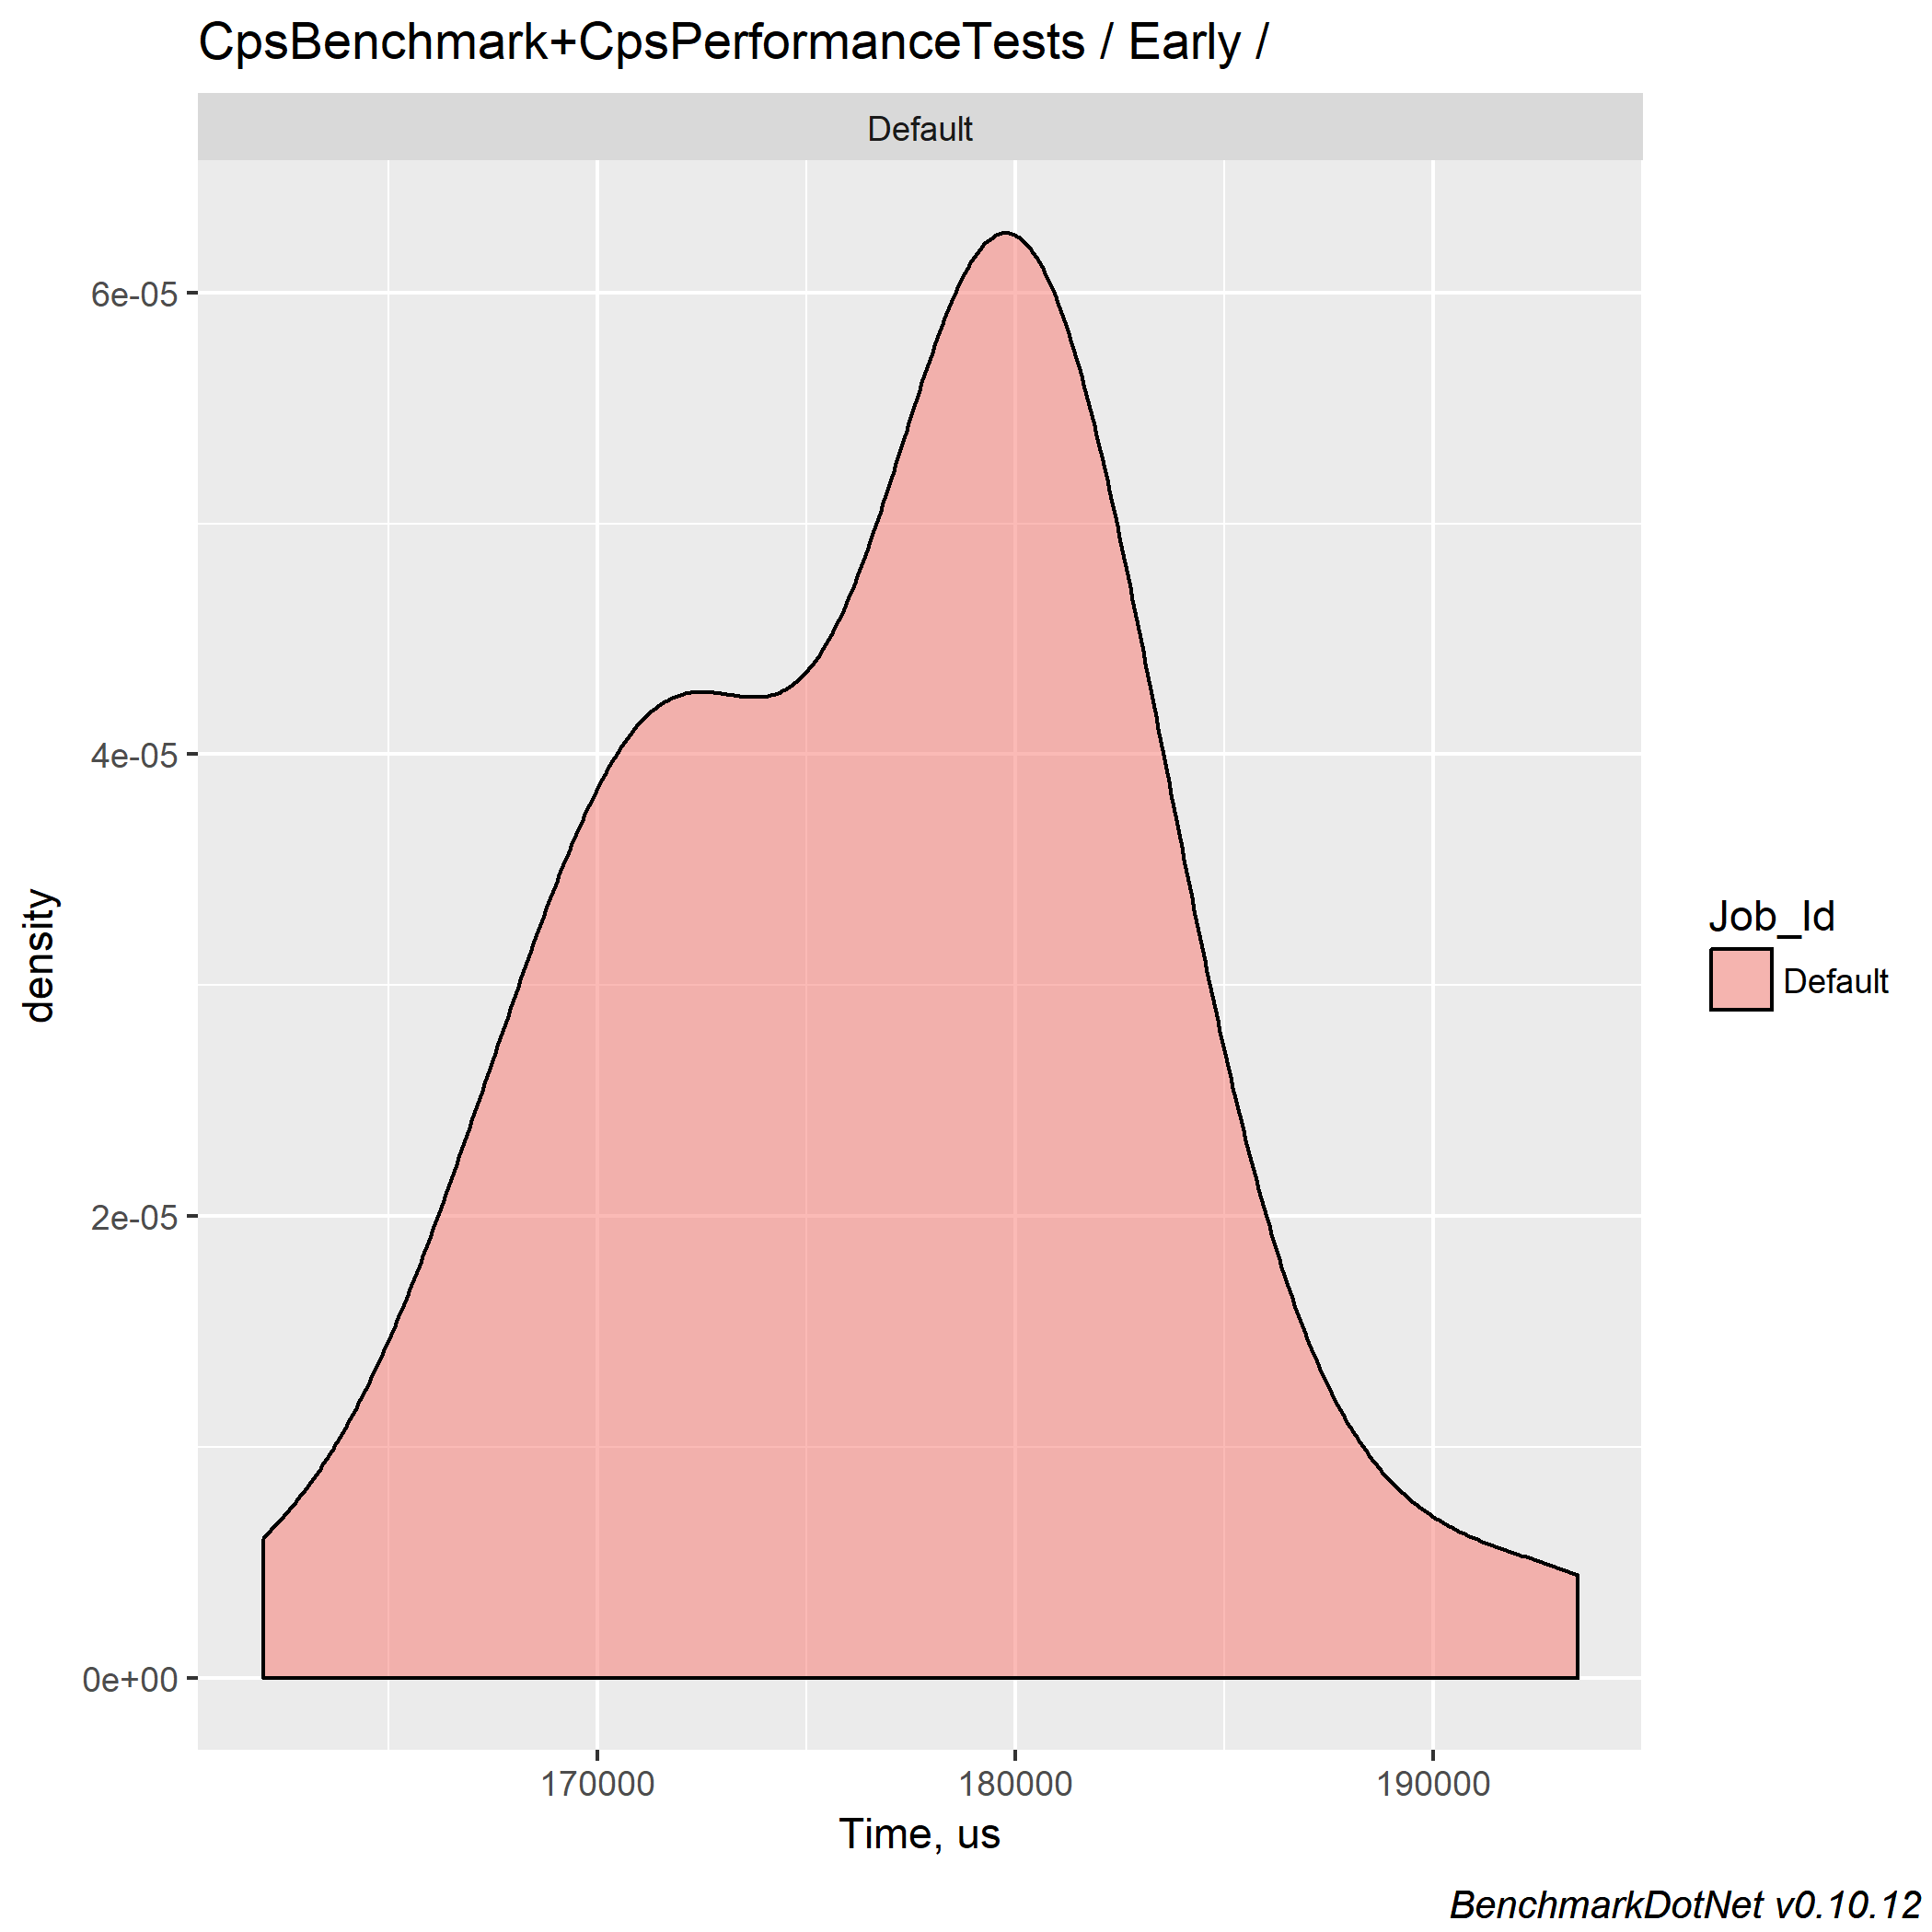 CpsBenchmark+CpsPerformanceTests / Early /
Default
6e-05
4e-05
2e-05
0e+00
density
170000 180000 190000
Time, us
Job_Id
Default
BenchmarkDotNet v0.10.12